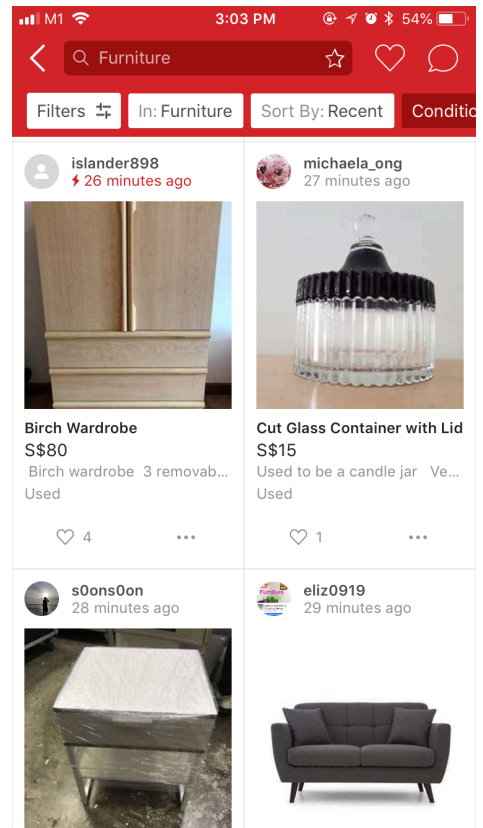 M1 3:03 PM 54%
Furniture
Filters In: Furniture Sort By: Recent Conditio
islander898
26 minutes ago
michaela_ong
27 minutes ago
Birch Wardrobe
S$80
Birch wardrobe 3 removab...
Used
4
Cut Glass Container with Lid
S$15
Used to be a candle jar Ve...
Used
1
s0ons0on
28 minutes ago
eliz0919
29 minutes ago
Furniture